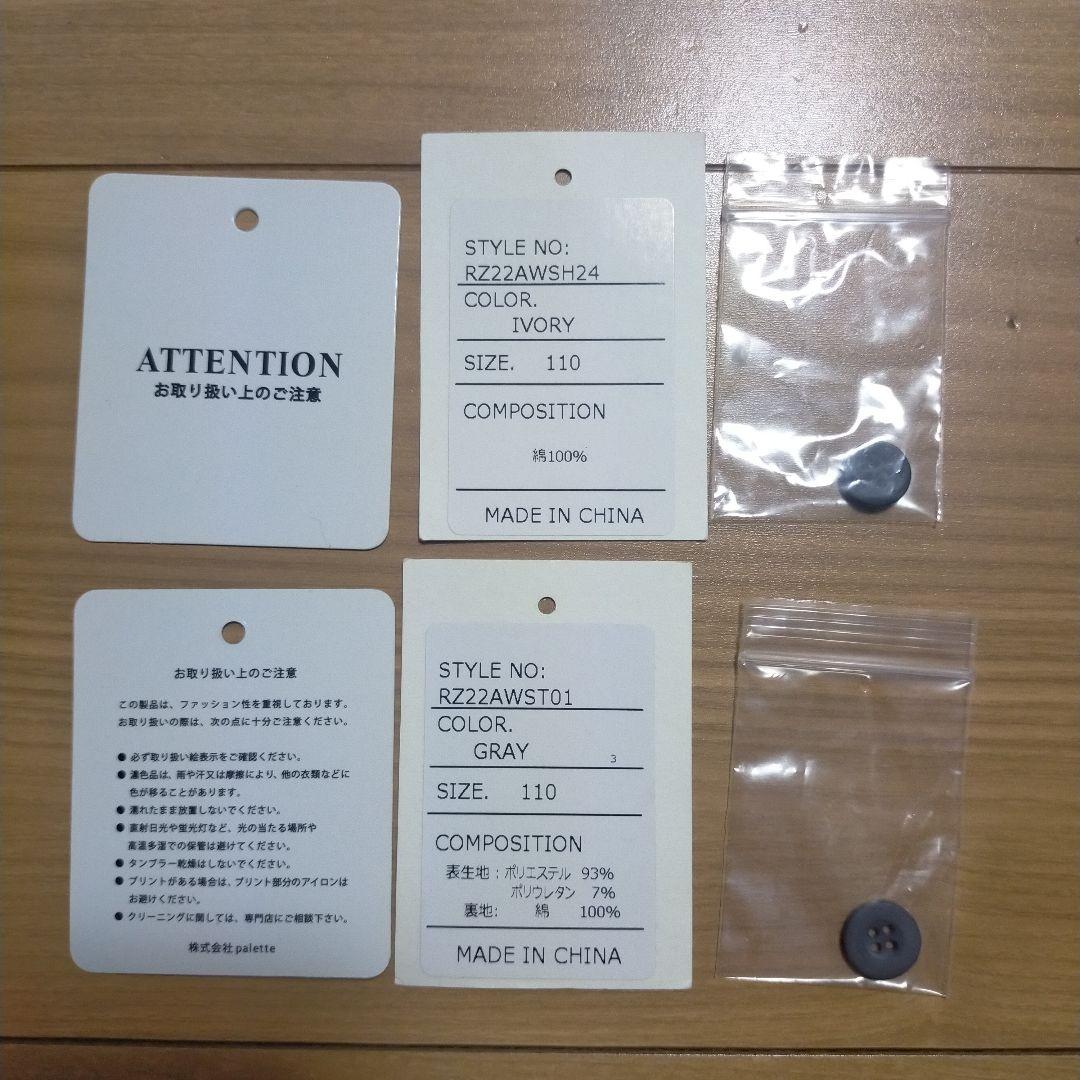 ATTENTION
お取り扱い上のご注意
STYLE NO:
RZ22AWSH24
COLOR.
IVORY
SIZE. 110
COMPOSITION
綿100%
MADE IN CHINA
お取り扱い上のご注意
この製品は、ファッション性を重視しております。
お取り扱いの際は、次の点に十分ご注意ください。
● 必ず取り扱い絵表示をご確認ください。
● 濃色品は、雨や汗又は摩擦により、他の衣類などに
色が移ることがあります。
● 濡れたまま放置しないでください。
● 直射日光や蛍光灯など、光の当たる場所や
高温多湿での保管は避けてください。
● タンブラー乾燥はしないでください。
● プリントがある場合は、プリント部分のアイロンは
お避けください。
● クリーニングに関しては、専門店にご相談下さい。
株式会社 palette
STYLE NO:
RZ22AWST01
COLOR.
GRAY 3
SIZE. 110
COMPOSITION
表生地：ポリエステル 93%
ポリウレタン 7%
裏地: 綿 100%
MADE IN CHINA